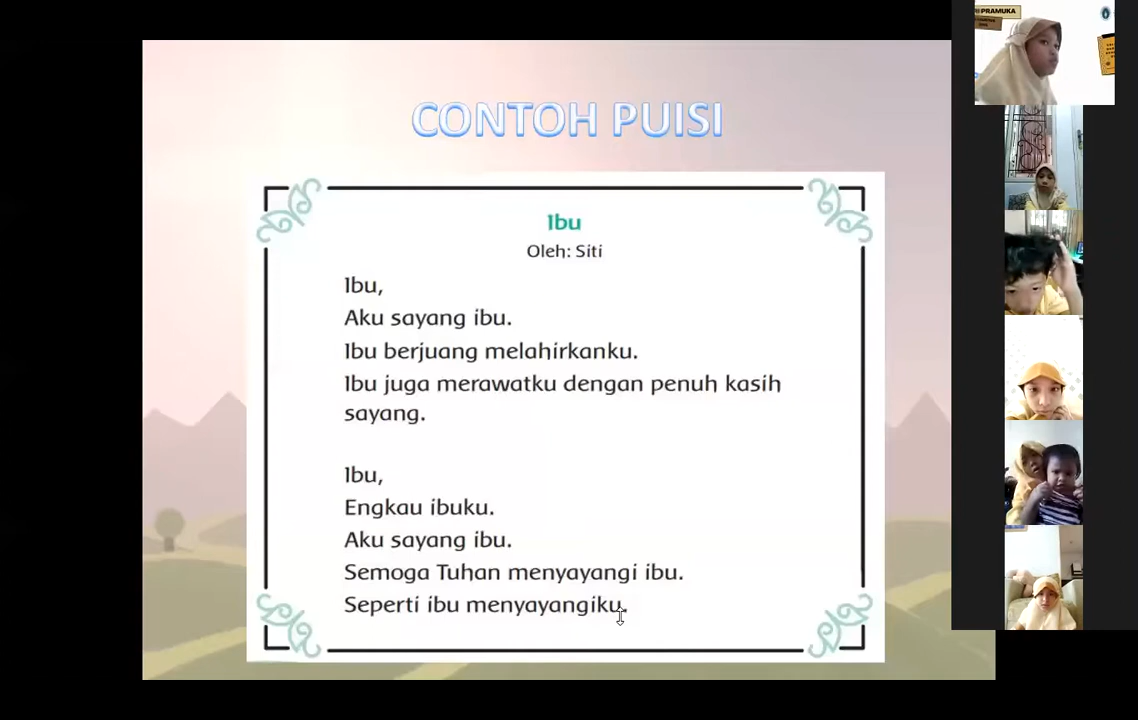 CONTOH PUISI
Ibu
Oleh: Siti
Ibu,
Aku sayang ibu.
Ibu berjuang melahirkanku.
Ibu juga merawatku dengan penuh kasih
sayang.
Ibu,
Engkau ibuku.
Aku sayang ibu.
Semoga Tuhan menyayangi ibu.
Seperti ibu menyayangiku.
PRAMUKA